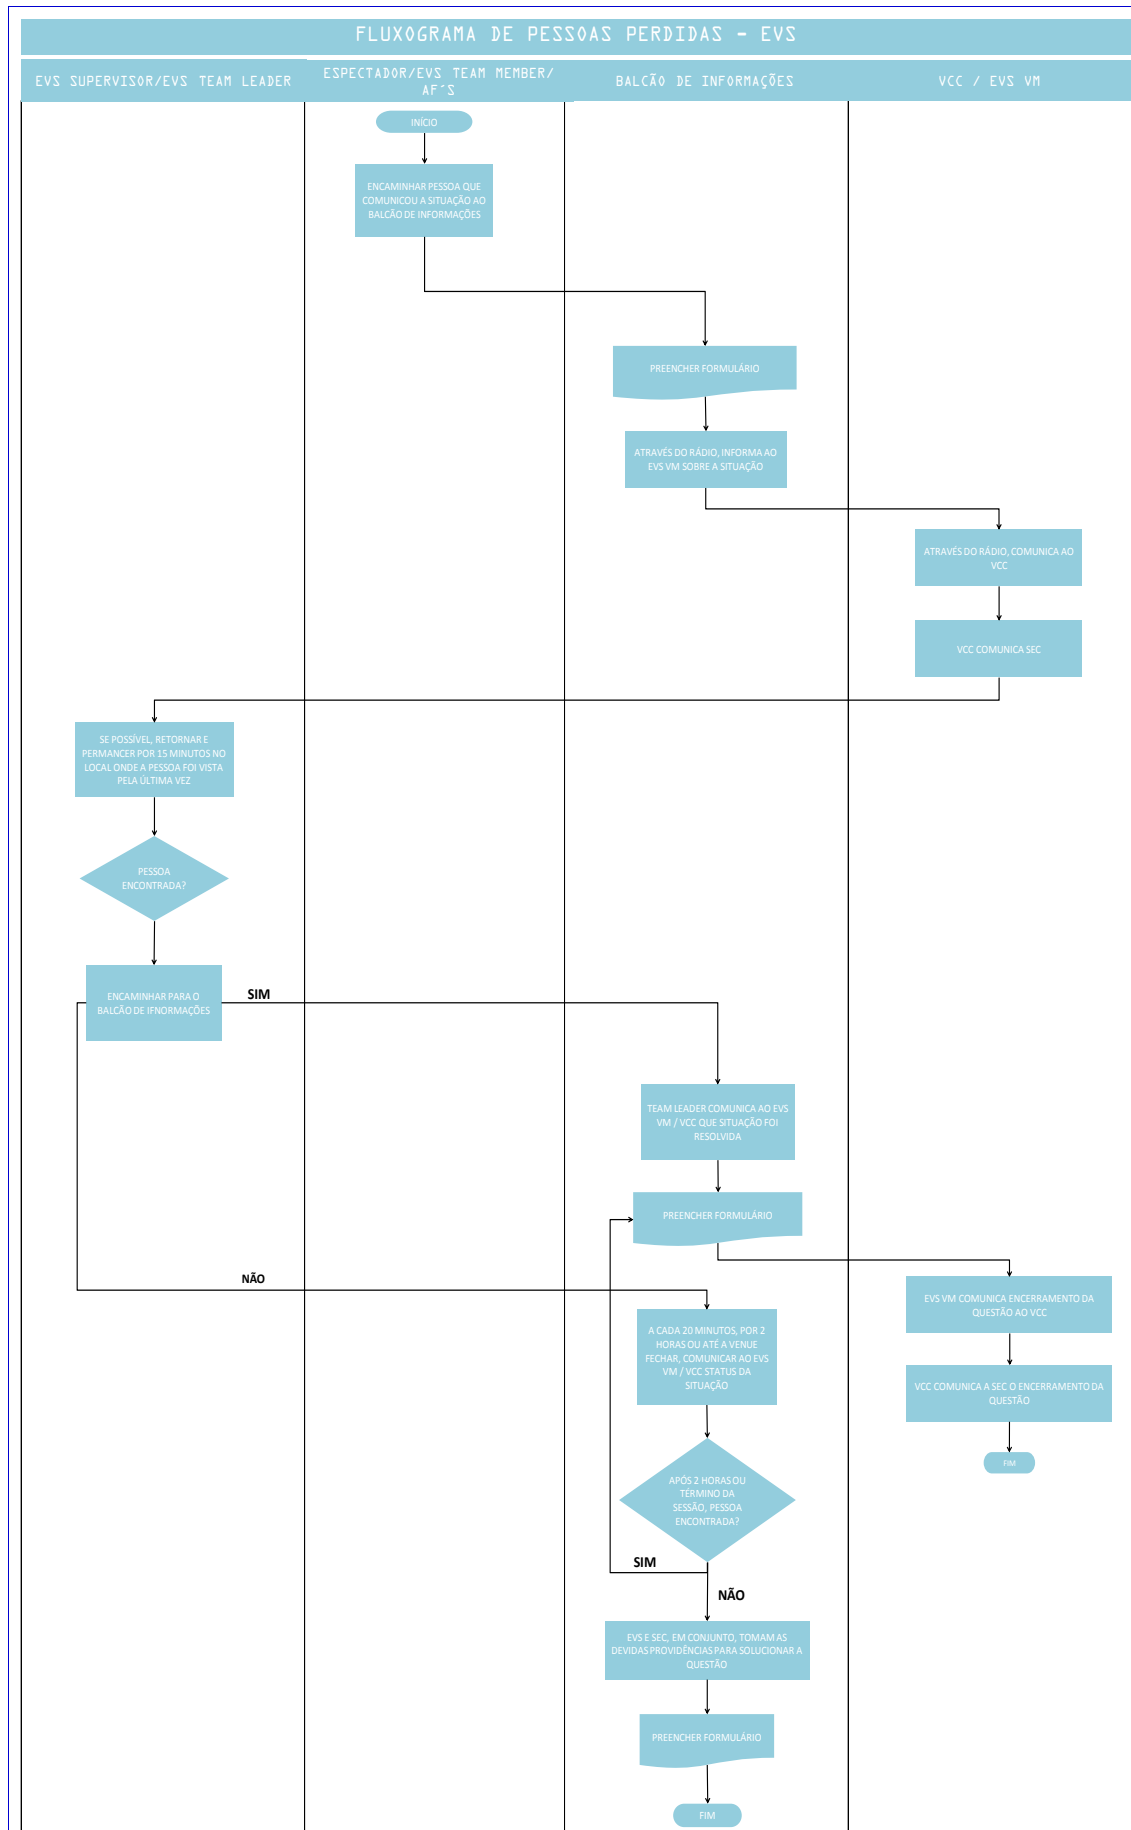 FLUXOGRAMA DE PESSOAS PERDIDAS - EVS
EVS SUPERVISOR/EVS TEAM LEADER
ESPECTADOR/EVS TEAM MEMBER/
AF´S
BALCÃO DE INFORMAÇÕES
VCC / EVS VM
INÍCIO
ENCAMINHAR PESSOA QUE
COMUNICOU A SITUAÇÃO AO
BALCÃO DE INFORMAÇÕES
PREENCHER FORMULÁRIO
ATRAVÉS DO RÁDIO, INFORMA AO
EVS VM SOBRE A SITUAÇÃO
ATRAVÉS DO RÁDIO, COMUNICA AO
VCC
VCC COMUNICA SEC
SE POSSÍVEL, RETORNAR E
PERMANCER POR 15 MINUTOS NO
LOCAL ONDE A PESSOA FOI VISTA
PELA ÚLTIMA VEZ
PESSOA
ENCONTRADA?
ENCAMINHAR PARA O
BALCÃO DE IFNORMAÇÕES
SIM
TEAM LEADER COMUNICA AO EVS
VM / VCC QUE SITUAÇÃO FOI
RESOLVIDA
PREENCHER FORMULÁRIO
NÃO
EVS VM COMUNICA ENCERRAMENTO DA
QUESTÃO AO VCC
A CADA 20 MINUTOS, POR 2
HORAS OU ATÉ A VENUE
FECHAR, COMUNICAR AO EVS
VM / VCC STATUS DA
SITUAÇÃO
VCC COMUNICA A SEC O ENCERRAMENTO DA
QUESTÃO
FIM
APÓS 2 HORAS OU
TÉRMINO DA
SESSÃO, PESSOA
ENCONTRADA?
SIM
NÃO
EVS E SEC, EM CONJUNTO, TOMAM AS
DEVIDAS PROVIDÊNCIAS PARA SOLUCIONAR A
QUESTÃO
PREENCHER FORMULÁRIO
FIM